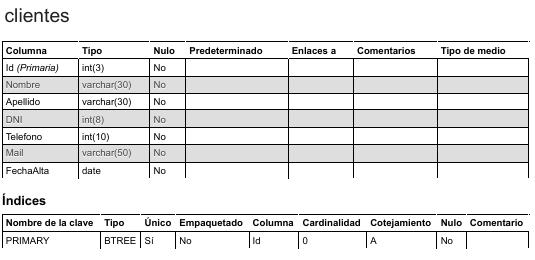 clientes
Columna Tipo Nulo Predeterminado Enlaces a Comentarios Tipo de medio
Id (Primaria) int(3) No
Nombre varchar(30) No
Apellido varchar(30) No
DNI int(8) No
Telefono int(10) No
Mail varchar(50) No
FechaAlta date No
Índices
Nombre de la clave Tipo Único Empaquetado Columna Cardinalidad Cotejamiento Nulo Comentario
PRIMARY BTREE Sí No Id 0 A No